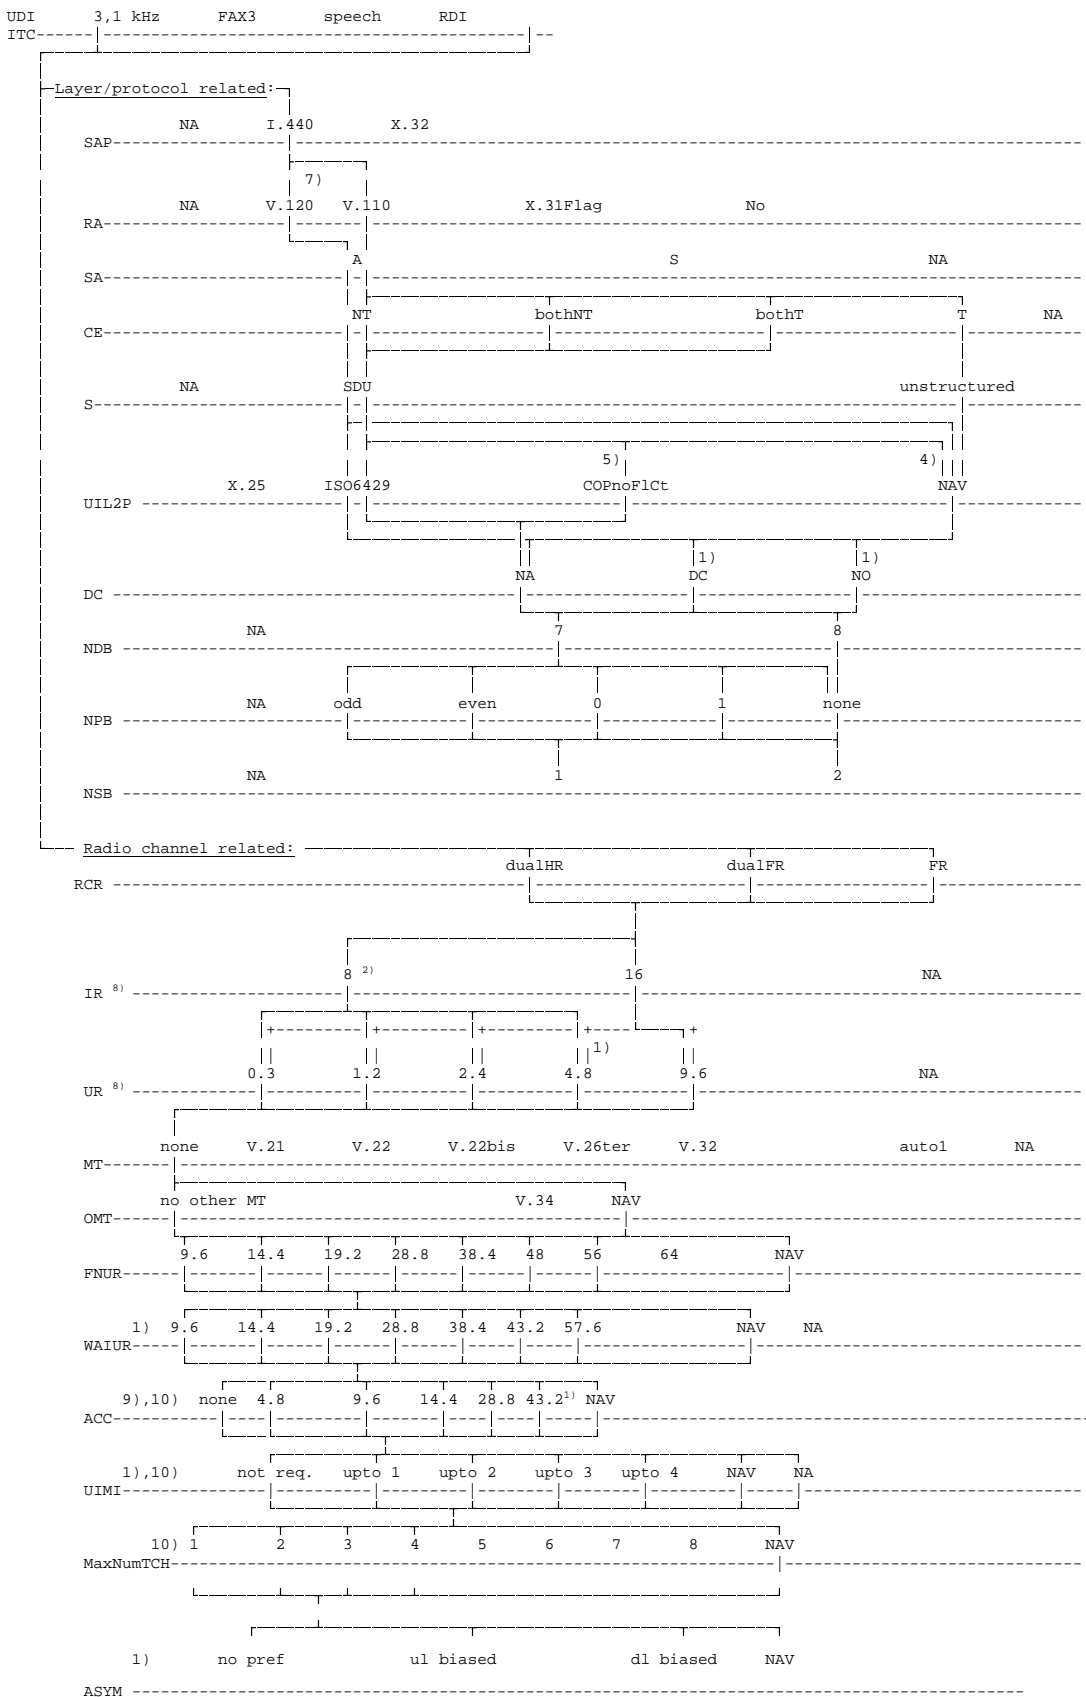 UDI 3,1 kHz FAX3 speech RDI
ITC
Layer/protocol related:
NA I.440 X.32
SAP
7)
NA V.120 V.110 X.31Flag No
RA
A S NA
SA
NT bothNT bothT T NA
CE
NA SDU unstructured
S
5) 4)
X.25 ISO6429 COPnoFlCt NAV
UIL2P
1) 1)
NA DC NO
DC
NA 7 8
NDB
NA odd even 0 1 none
NPB
NA 1 2
NSB
Radio channel related:
dualHR dualFR FR
RCR
8 2) 16 NA
IR 8)
1)
0.3 1.2 2.4 4.8 9.6 NA
UR 8)
none V.21 V.22 V.22bis V.26ter V.32 auto1 NA
MT
no other MT V.34 NAV
OMT
9.6 14.4 19.2 28.8 38.4 48 56 64 NAV
FNUR
1) 9.6 14.4 19.2 28.8 38.4 43.2 57.6 NAV NA
WAIUR
9),10) none 4.8 9.6 14.4 28.8 43.2 1) NAV
ACC
1),10) not req. upto 1 upto 2 upto 3 upto 4 NAV NA
UIMI
10) 1 2 3 4 5 6 7 8 NAV
MaxNumTCH
1) no pref ul biased dl biased NAV
ASYM